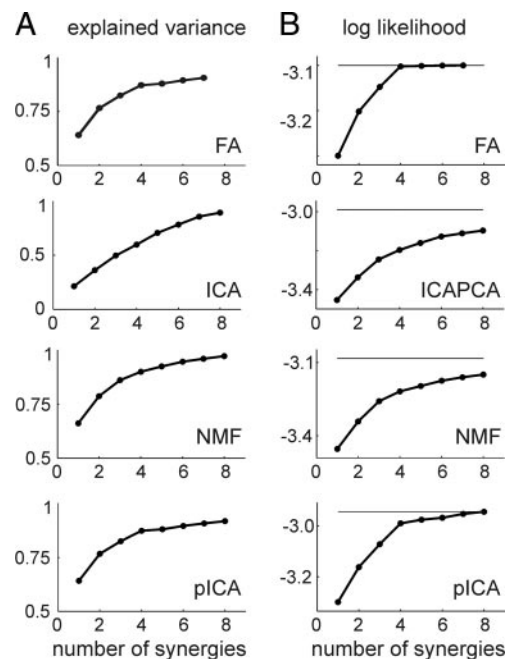 A explained variance
B log likelihood
1
0.75
0.5
0 2 4 6 8
FA
-3.1
-3.2
0 2 4 6 8
FA
1
0.5
0
0 2 4 6 8
ICA
-3.0
-3.4
0 2 4 6 8
ICAPCA
1
0.75
0.5
0 2 4 6 8
NMF
-3.1
-3.4
0 2 4 6 8
NMF
1
0.75
0.5
0 2 4 6 8
pICA
number of synergies
-3.0
-3.2
0 2 4 6 8
pICA
number of synergies